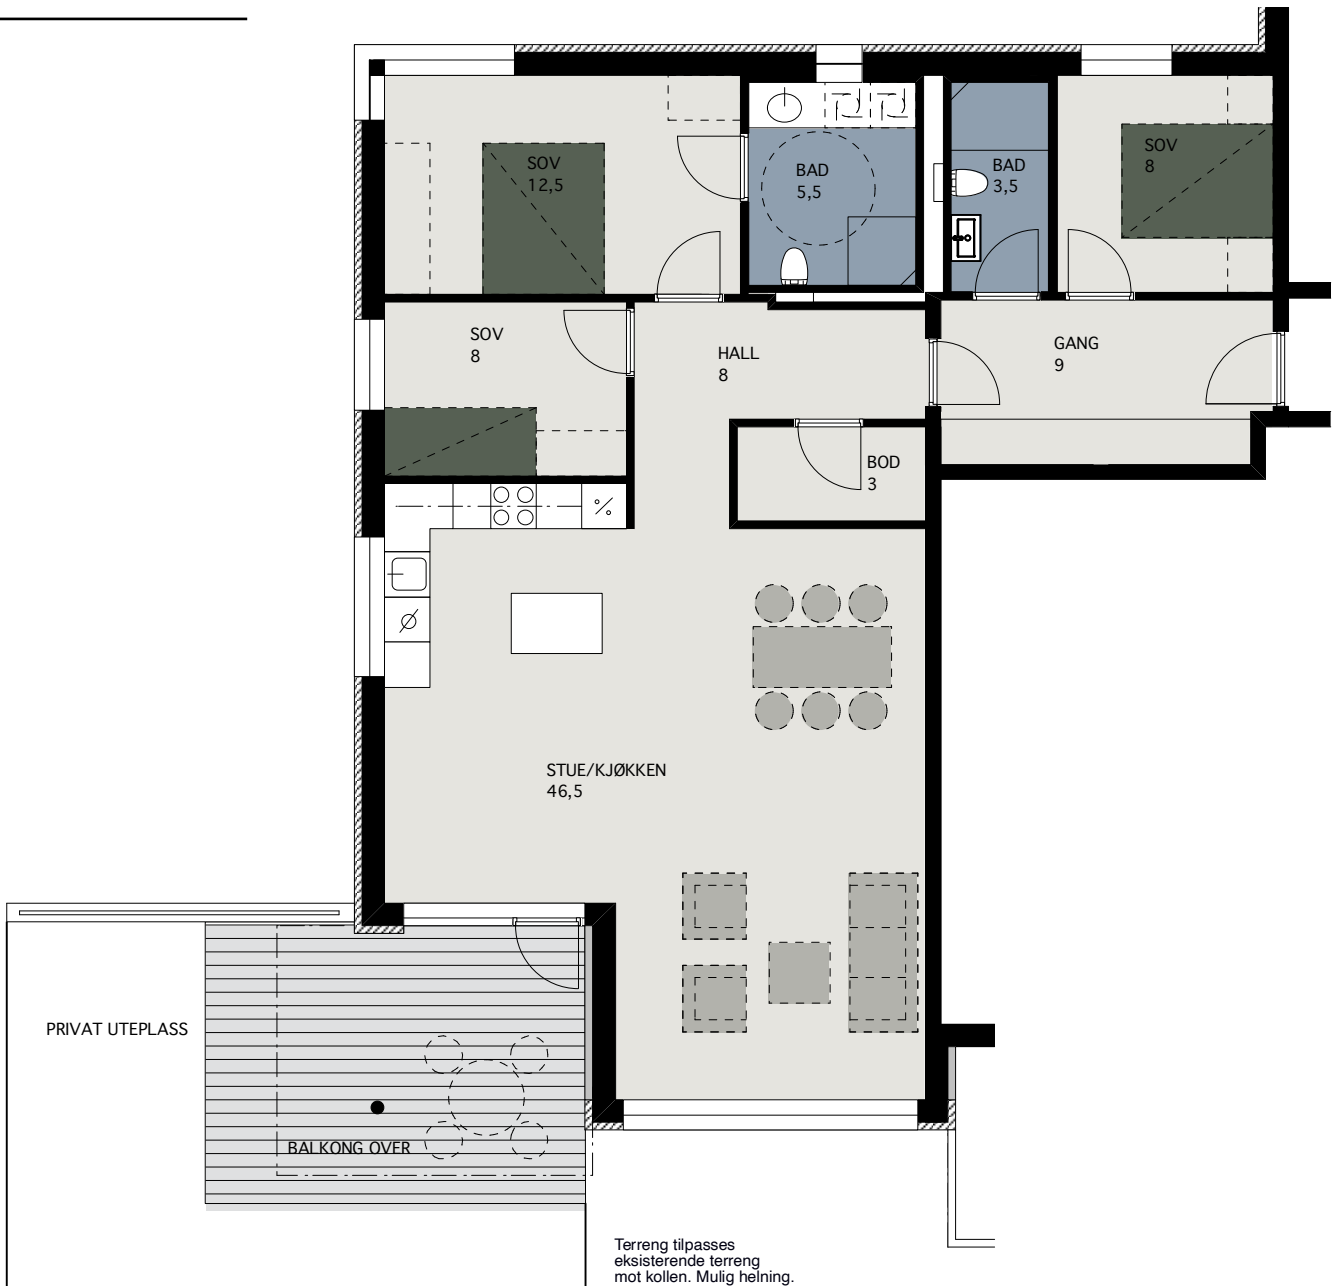 SOV
12,5
BAD
5,5
BAD
3,5
SOV
8
SOV
8
HALL
8
GANG
9
BOD
3
STUE/KJØKKEN
46,5
PRIVAT UTEPLASS
BALKONG OVER
Terreng tilpasses
eksisterende terreng
mot kollen. Mulig helning.